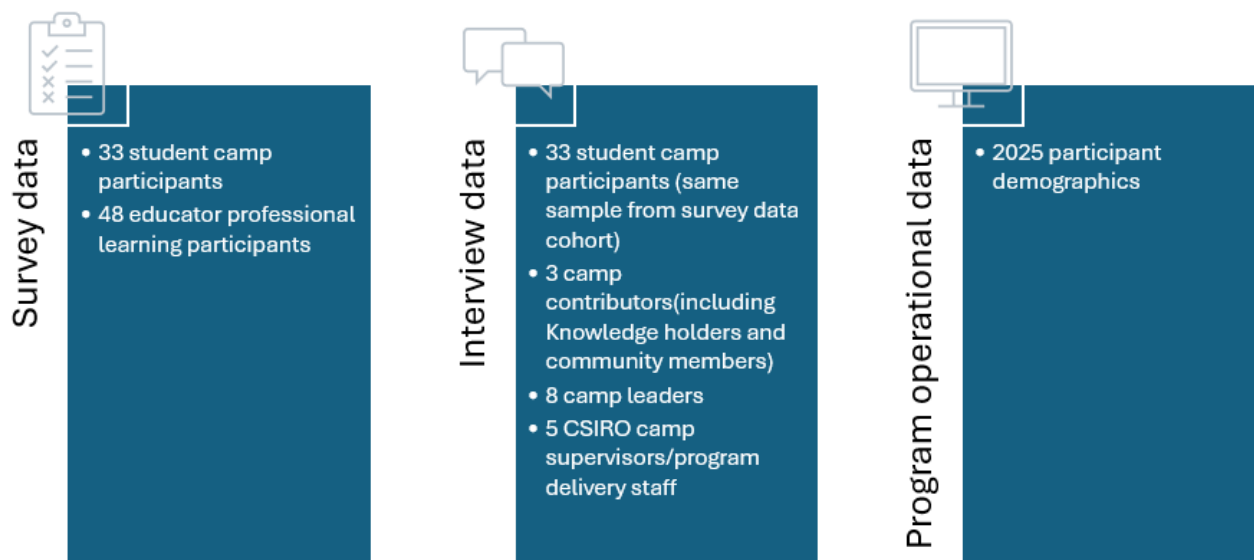 Survey data
• 33 student camp
participants
• 48 educator professional
learning participants
Interview data
• 33 student camp
participants (same
sample from survey data
cohort)
• 3 camp
contributors(including
Knowledge holders and
community members)
• 8 camp leaders
• 5 CSIRO camp
supervisors/program
delivery staff
Program operational data
• 2025 participant
demographics